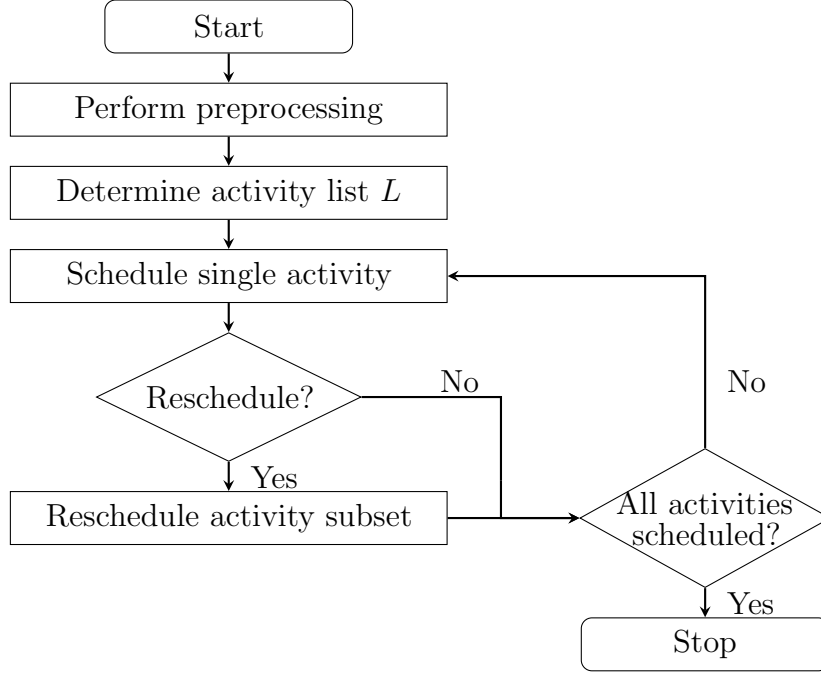 Start
Perform preprocessing
Determine activity list L
Schedule single activity
Reschedule?
No
No
Yes
Reschedule activity subset
All activities
scheduled?
Yes
Stop